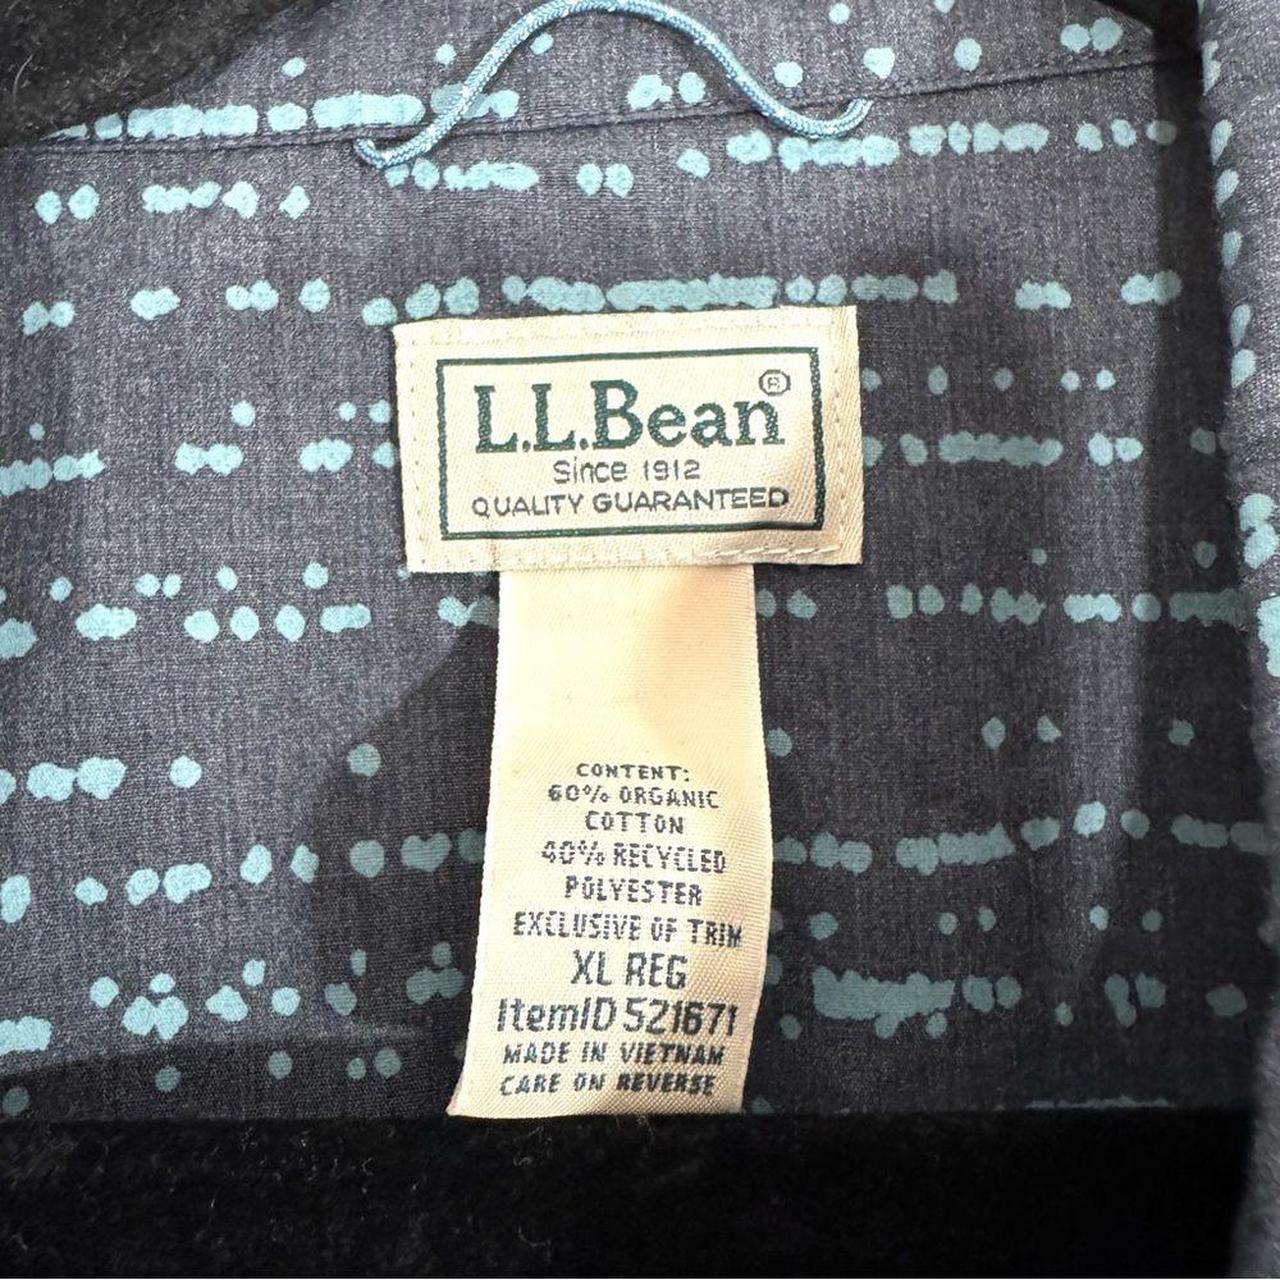 L.L.Bean®
Since 1912
QUALITY GUARANTEED
CONTENT:
60% ORGANIC
COTTON
40% RECYCLED
POLYESTER
EXCLUSIVE OF TRIM
XL REG
ItemID 521671
MADE IN VIETNAM
CARE ON REVERSE